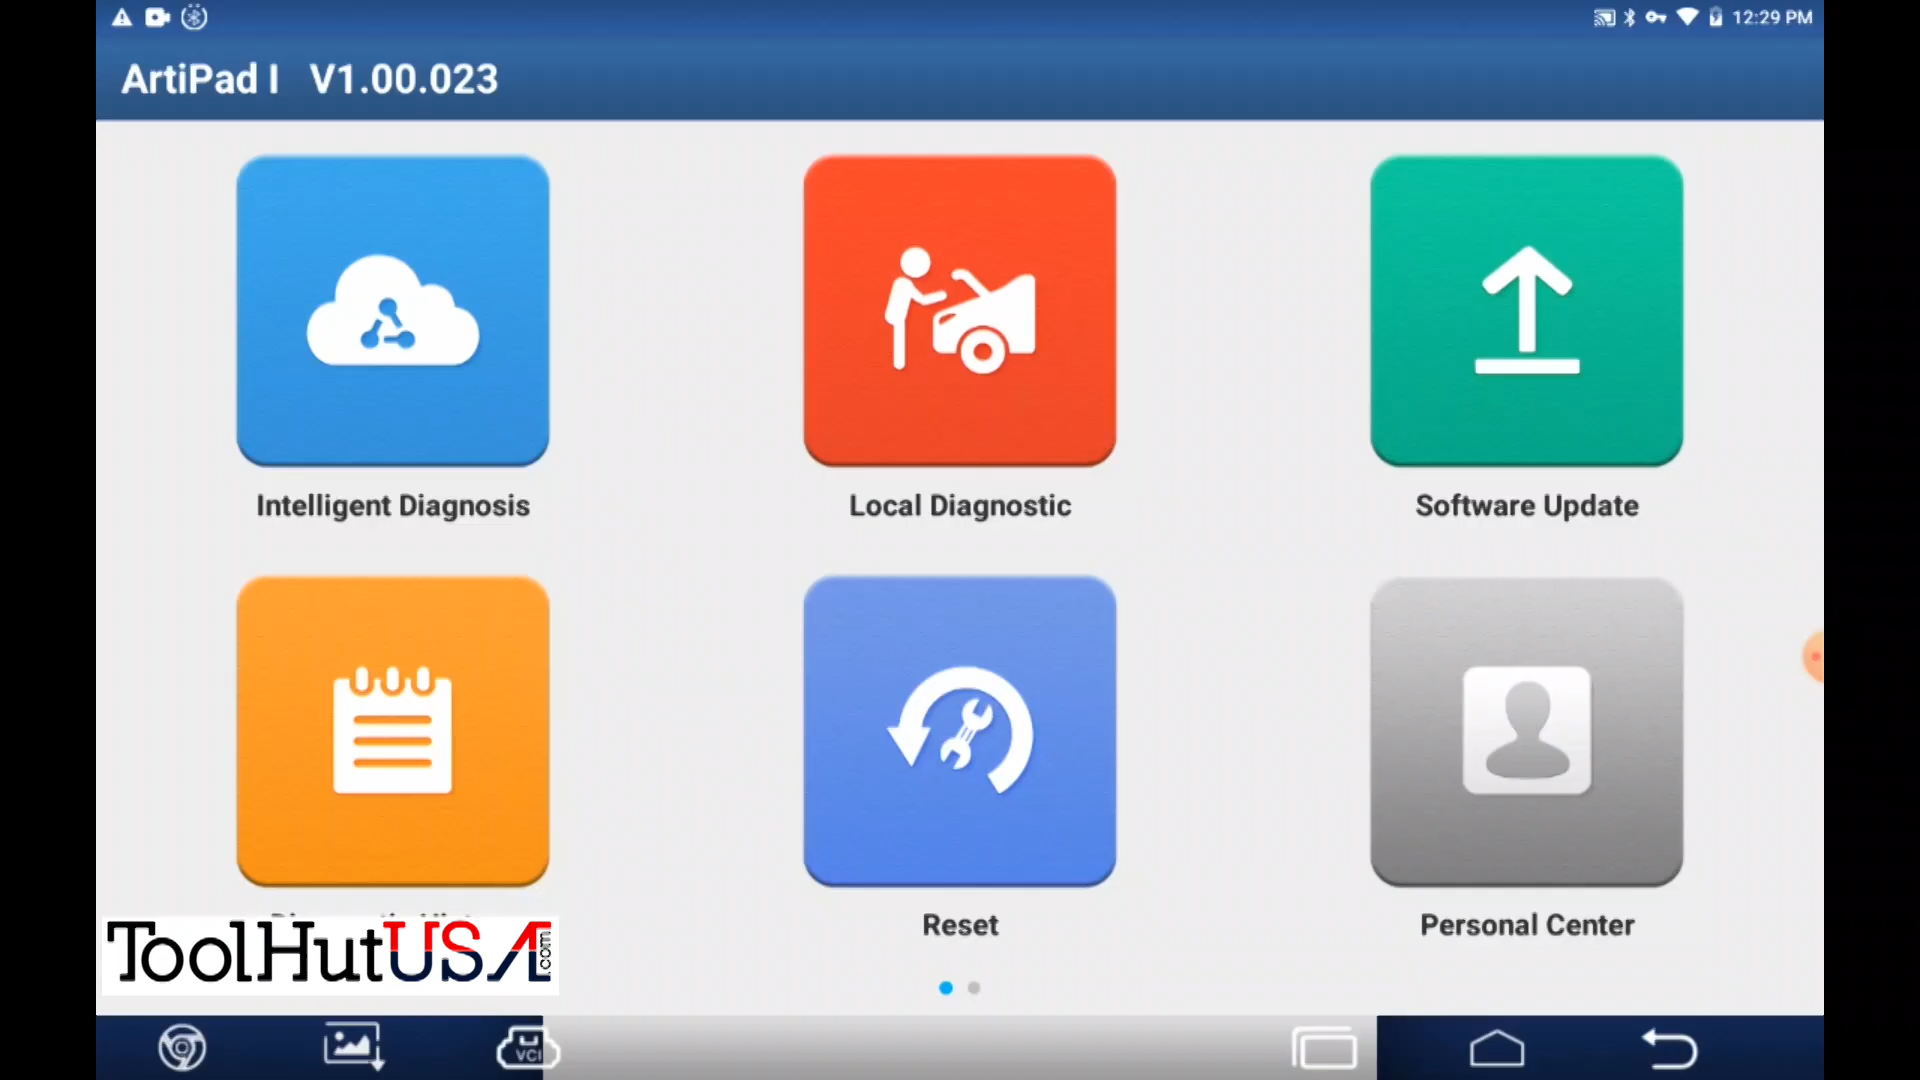 12:29 PM
ArtiPad I V1.00.023
Intelligent Diagnosis
Local Diagnostic
Software Update
Reset
Personal Center
ToolHutUSA.com
VCI